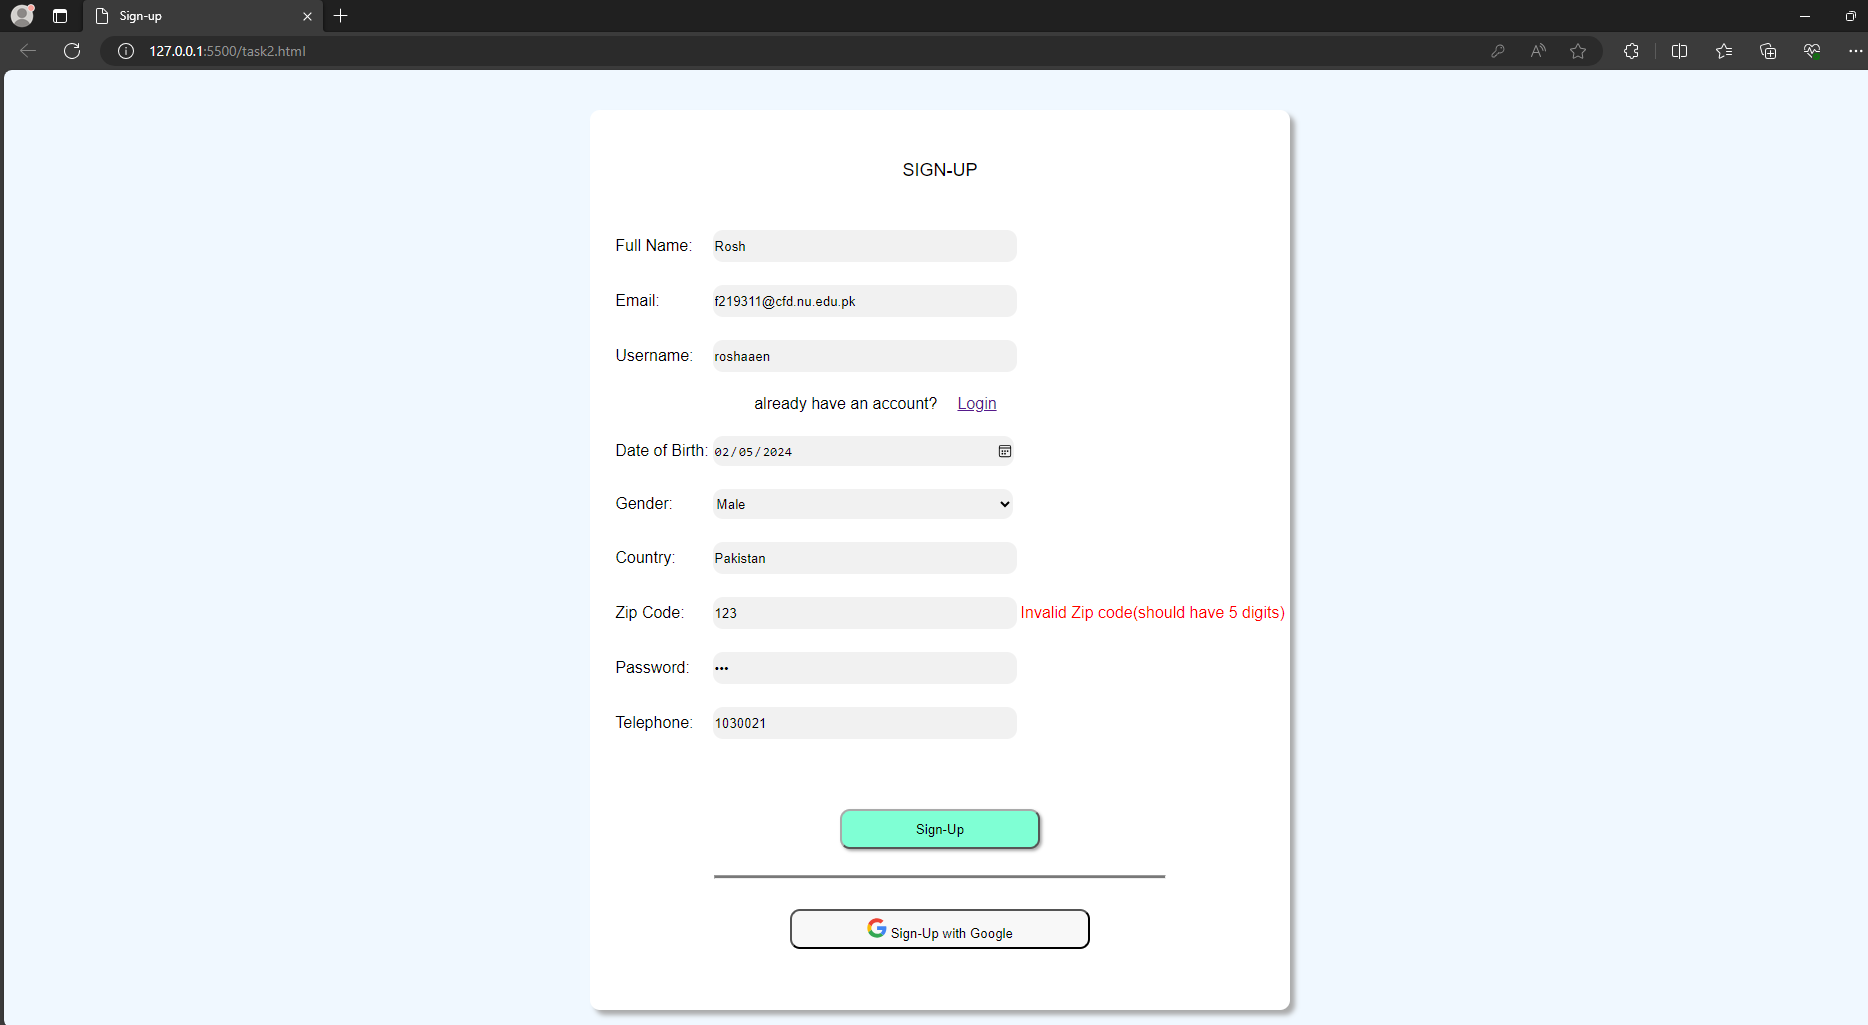 Sign-up
127.0.0.1:5500/task2.html
SIGN-UP
Full Name: Rosh
Email: f219311@cfd.nu.edu.pk
Username: roshaaen
already have an account? Login
Date of Birth: 02/05/2024
Gender: Male
Country: Pakistan
Zip Code: 123 Invalid Zip code(should have 5 digits)
Password: •••
Telephone: 1030021
Sign-Up
Sign-Up with Google